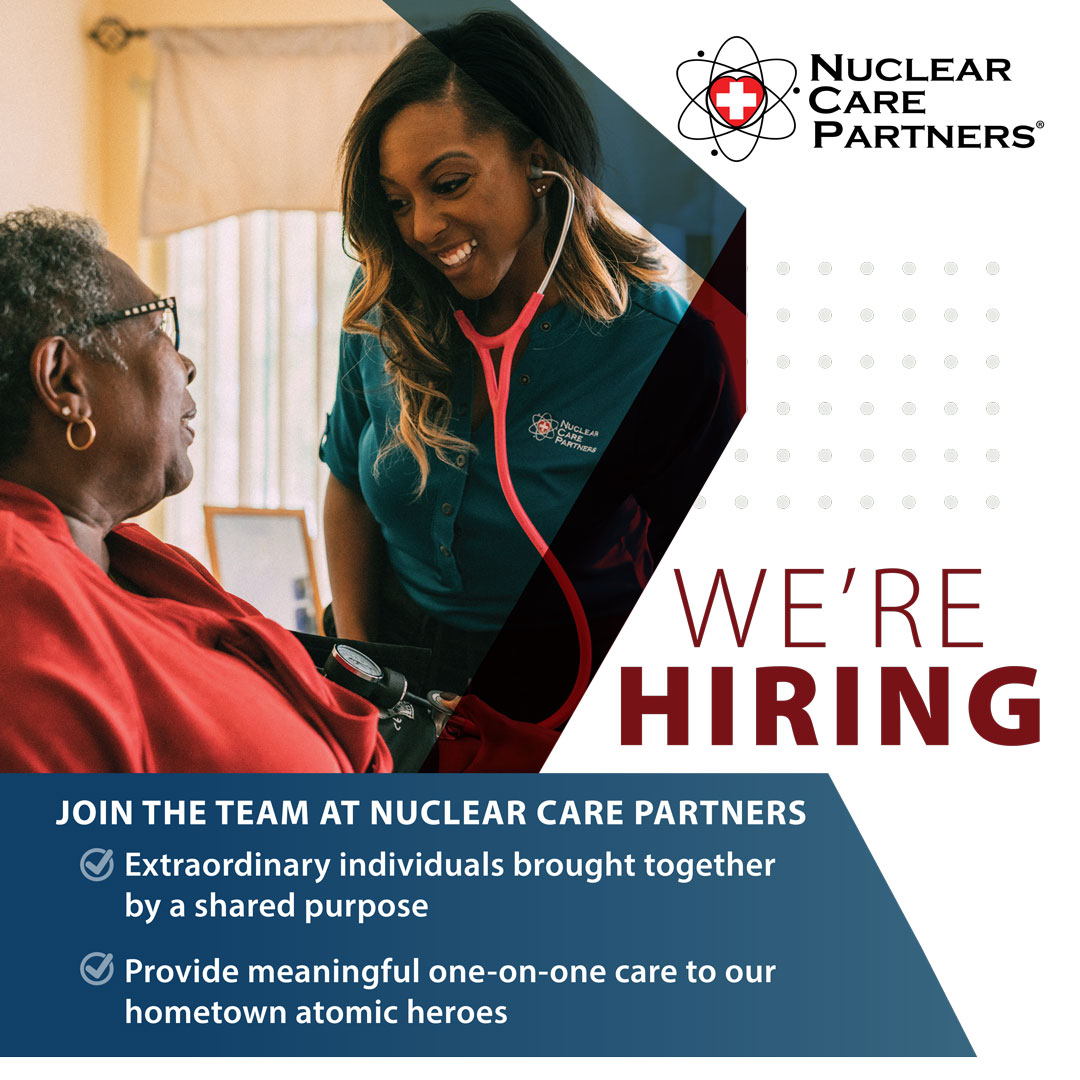 NUCLEAR
CARE
PARTNERS®
NUCLEAR
CARE
PARTNERS
WE'RE
HIRING
JOIN THE TEAM AT NUCLEAR CARE PARTNERS
Extraordinary individuals brought together
by a shared purpose
Provide meaningful one-on-one care to our
hometown atomic heroes